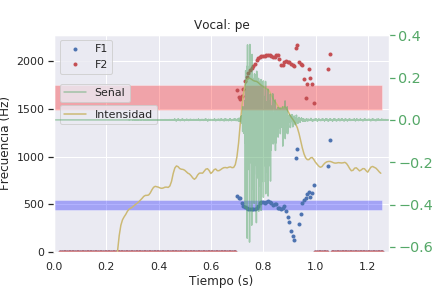 Vocal: pe
F1
F2
Señal
Intensidad
Frecuencia (Hz)
2000
1500
1000
500
0
0.4
0.2
0.0
−0.2
−0.4
−0.6
0.0 0.2 0.4 0.6 0.8 1.0 1.2
Tiempo (s)